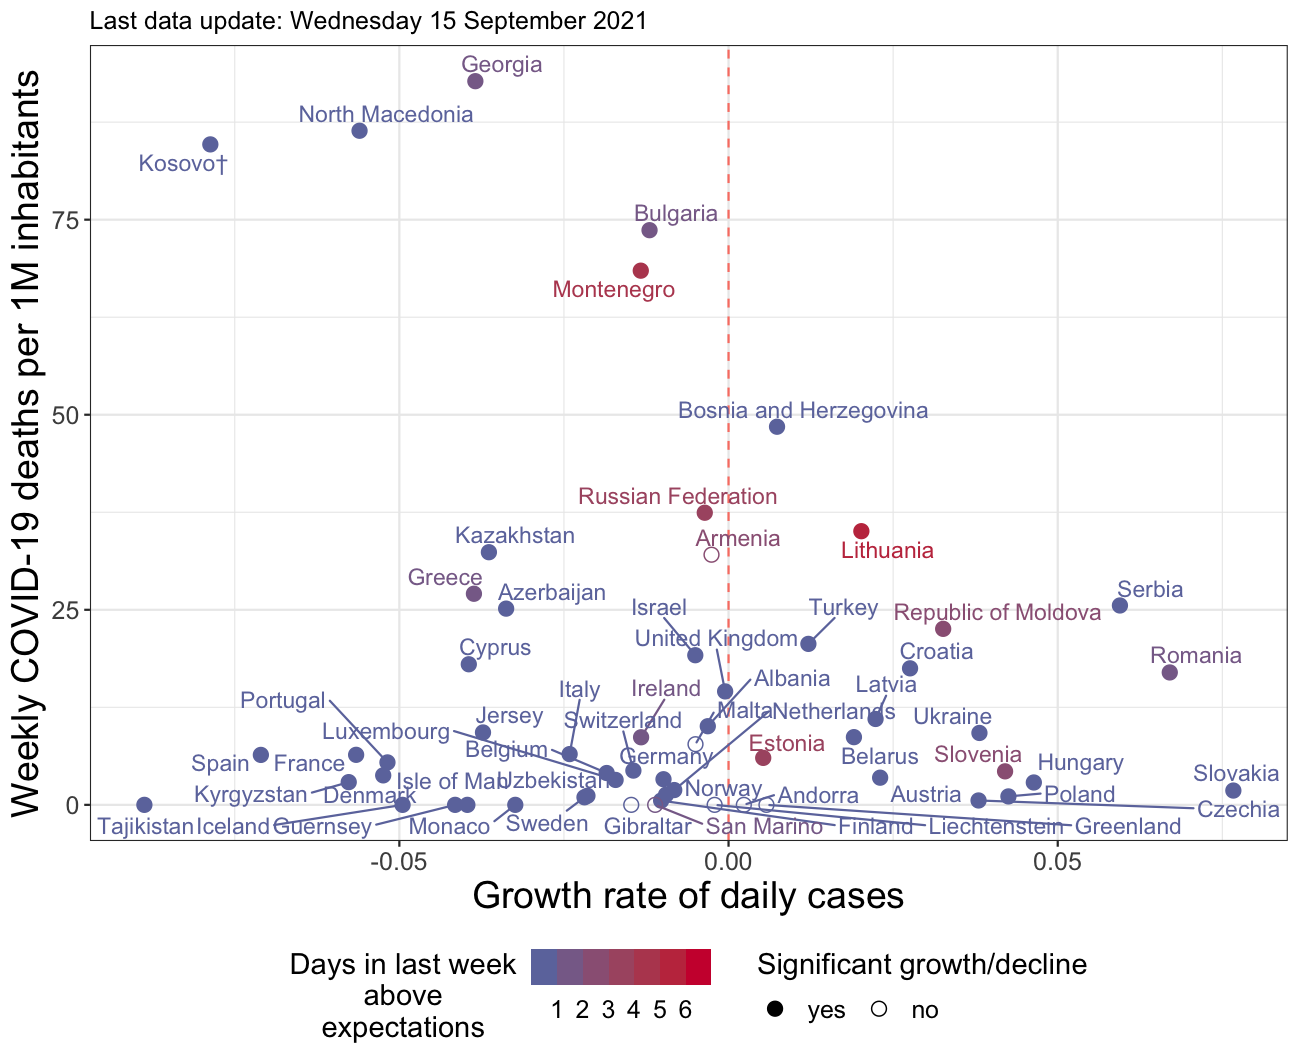 Last data update: Wednesday 15 September 2021
Weekly COVID-19 deaths per 1M inhabitants
Georgia
North Macedonia
Kosovo†
75
Bulgaria
Montenegro
50
Bosnia and Herzegovina
Russian Federation
Kazakhstan
Armenia
Lithuania
Greece
Azerbaijan
Serbia
25
Israel
Turkey
Republic of Moldova
United Kingdom
Cyprus
Croatia
Romania
Albania
Latvia
Italy
Ireland
Portugal
Malta
Netherlands
Jersey
Switzerland
Ukraine
Luxembourg
Belgium
Estonia
Germany
Belarus
Slovenia
Spain
France
Hungary
Slovakia
Isle of Man
Uzbekistan
Norway
Kyrgyzstan
Denmark
Andorra
Austria
Poland
0
Czechia
Tajikistan
Iceland
Guernsey
Monaco
Sweden
Gibraltar
San Marino
Finland
Liechtenstein
Greenland
-0.05 0.00 0.05
Growth rate of daily cases
Days in last week
above
expectations
1 2 3 4 5 6
Significant growth/decline
yes no